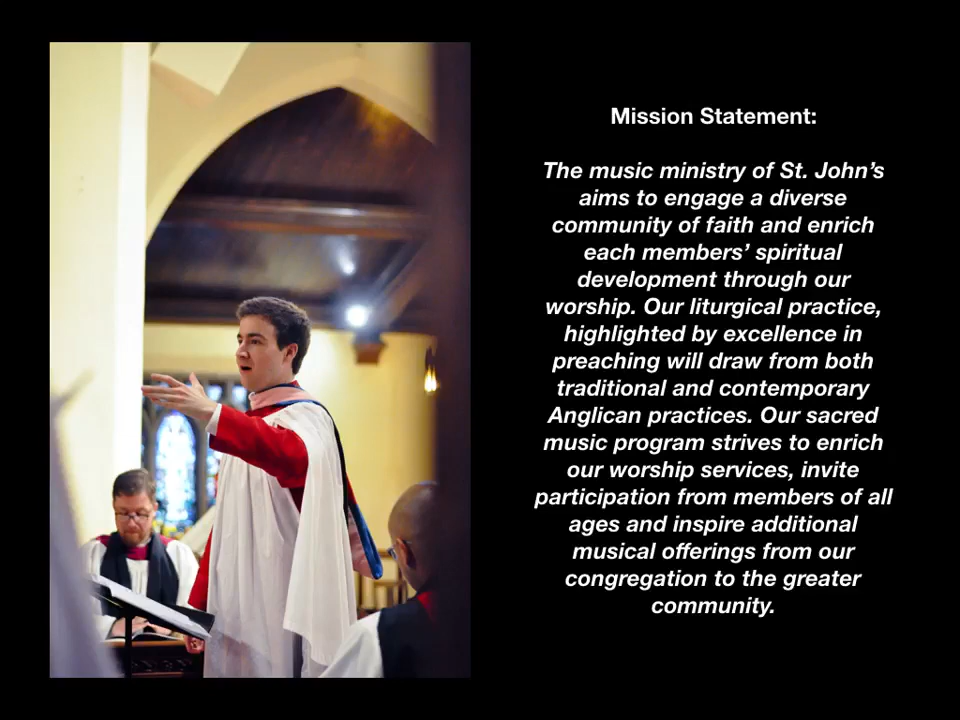 Mission Statement:
The music ministry of St. John’s
aims to engage a diverse
community of faith and enrich
each members’ spiritual
development through our
worship. Our liturgical practice,
highlighted by excellence in
preaching will draw from both
traditional and contemporary
Anglican practices. Our sacred
music program strives to enrich
our worship services, invite
participation from members of all
ages and inspire additional
musical offerings from our
congregation to the greater
community.